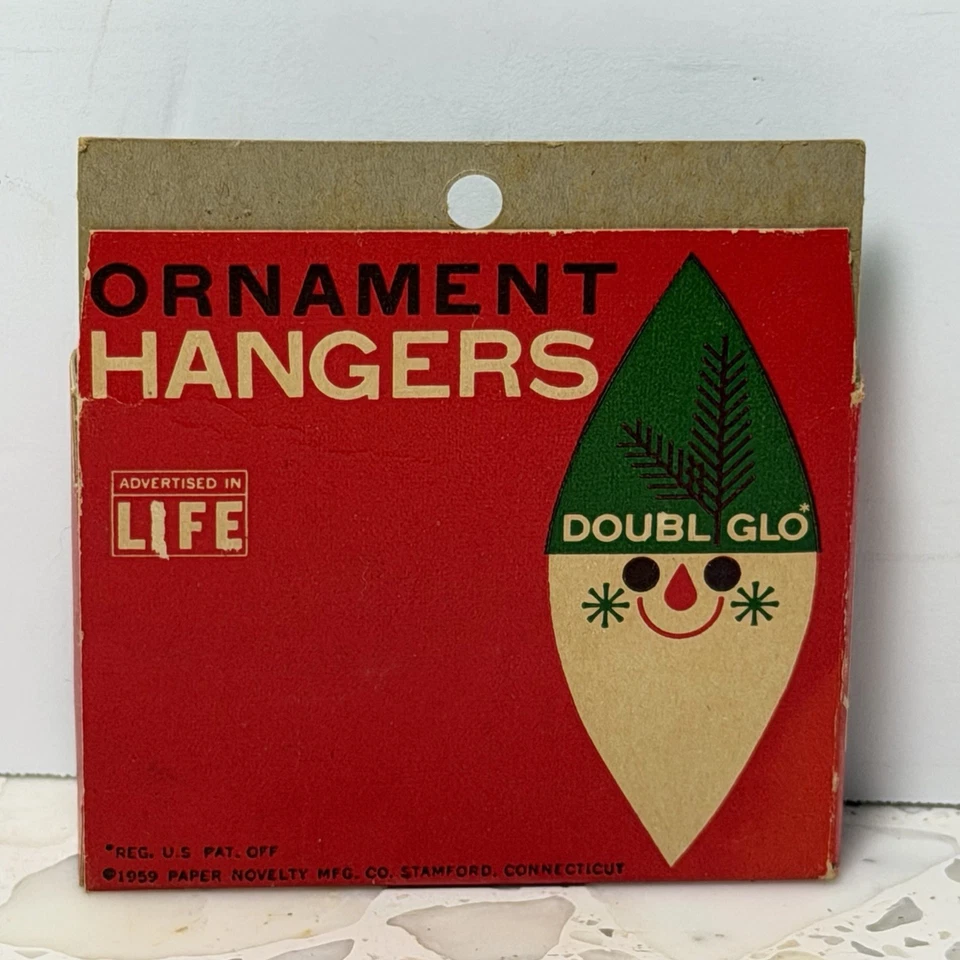 ORNAMENT
HANGERS
ADVERTISED IN
LIFE
DOUBL GLO*
*REG. U.S PAT. OFF
©1959 PAPER NOVELTY MFG. CO. STAMFORD, CONNECTICUT